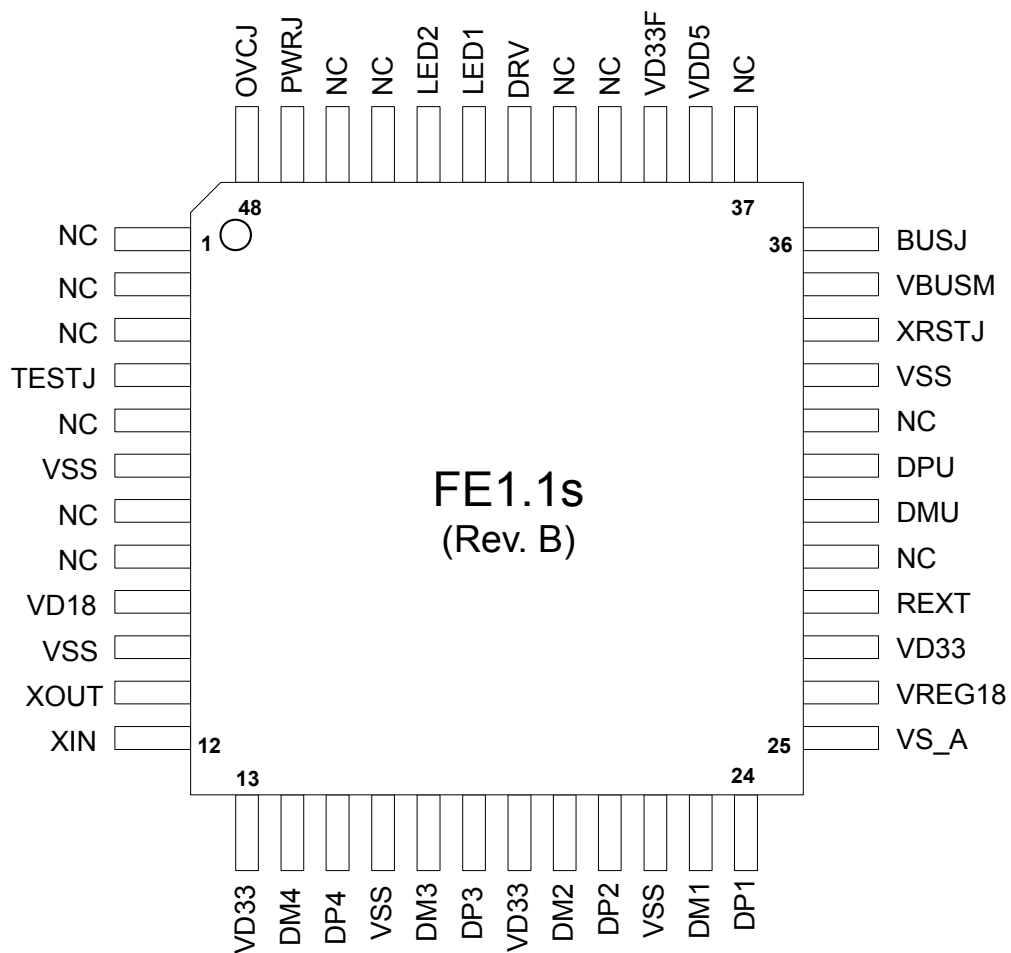 OVCJ
PWRJ
NC
NC
LED2
LED1
DRV
NC
NC
VD33F
VDD5
NC
48
37
1
36
NC
NC
NC
TESTJ
NC
VSS
NC
NC
VD18
VSS
XOUT
XIN
FE1.1s
(Rev. B)
BUSJ
VBUSM
XRSTJ
VSS
NC
DPU
DMU
NC
REXT
VD33
VREG18
VS_A
12
25
13
24
VD33
DM4
DP4
VSS
DM3
DP3
VD33
DM2
DP2
VSS
DM1
DP1